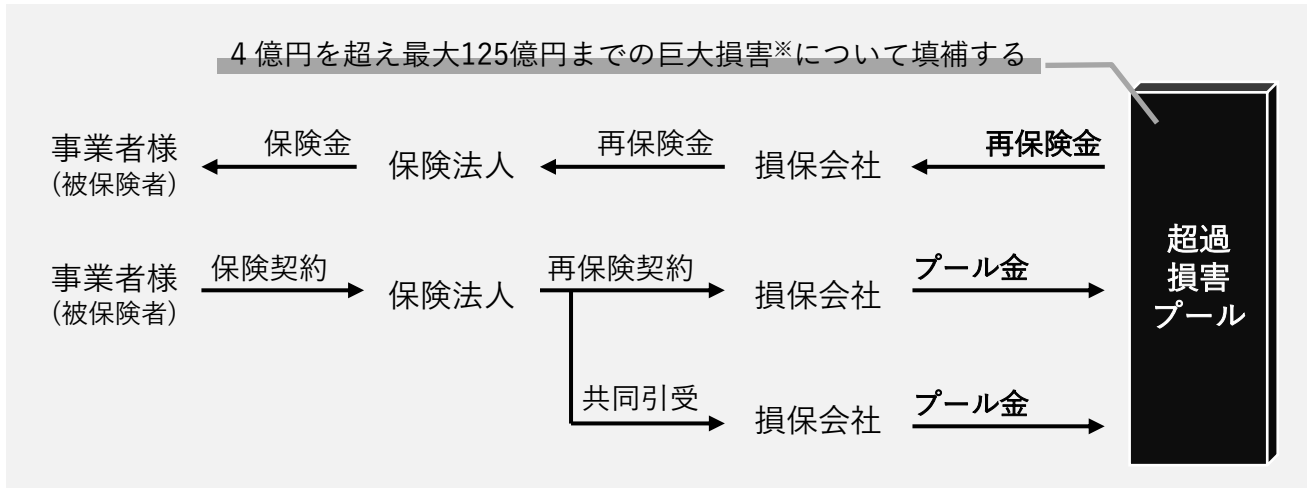 ４億円を超え最大125億円までの巨大損害※について填補する
事業者様
(被保険者)
保険金
保険法人
再保険金
損保会社
再保険金
事業者様
(被保険者)
保険契約
保険法人
再保険契約
損保会社
プール金
共同引受
損保会社
プール金
超過
損害
プール